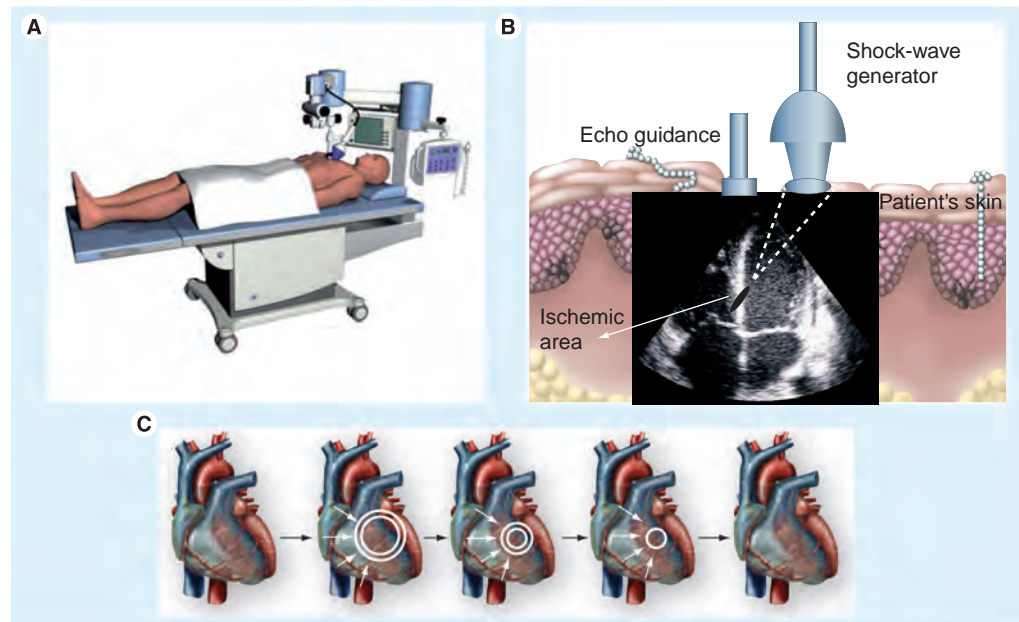 A
B
Shock-wave
generator
Echo guidance
Patient's skin
Ischemic
area
C